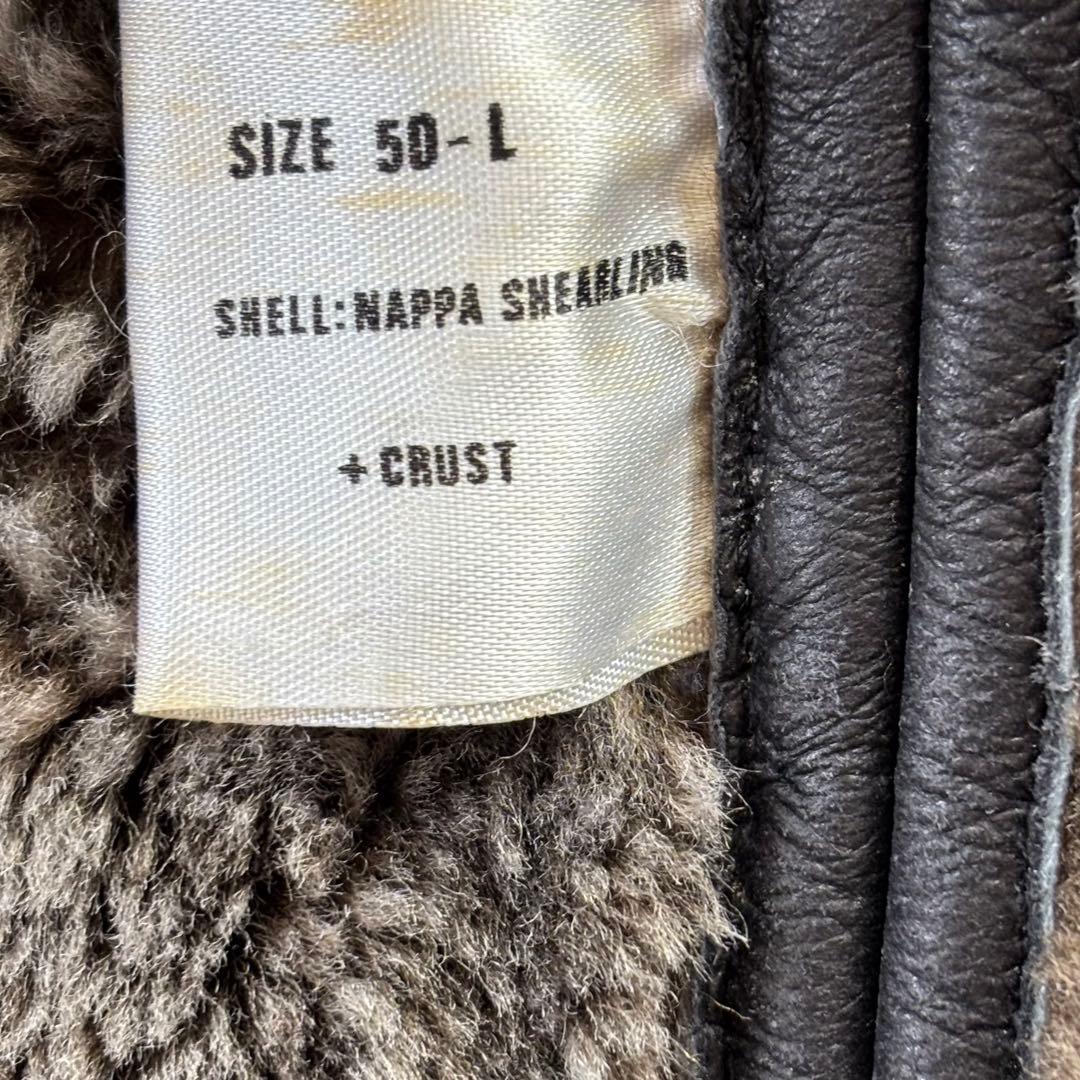 SIZE 50-L
SHELL: NAPPA SHEARLING
+CRUST